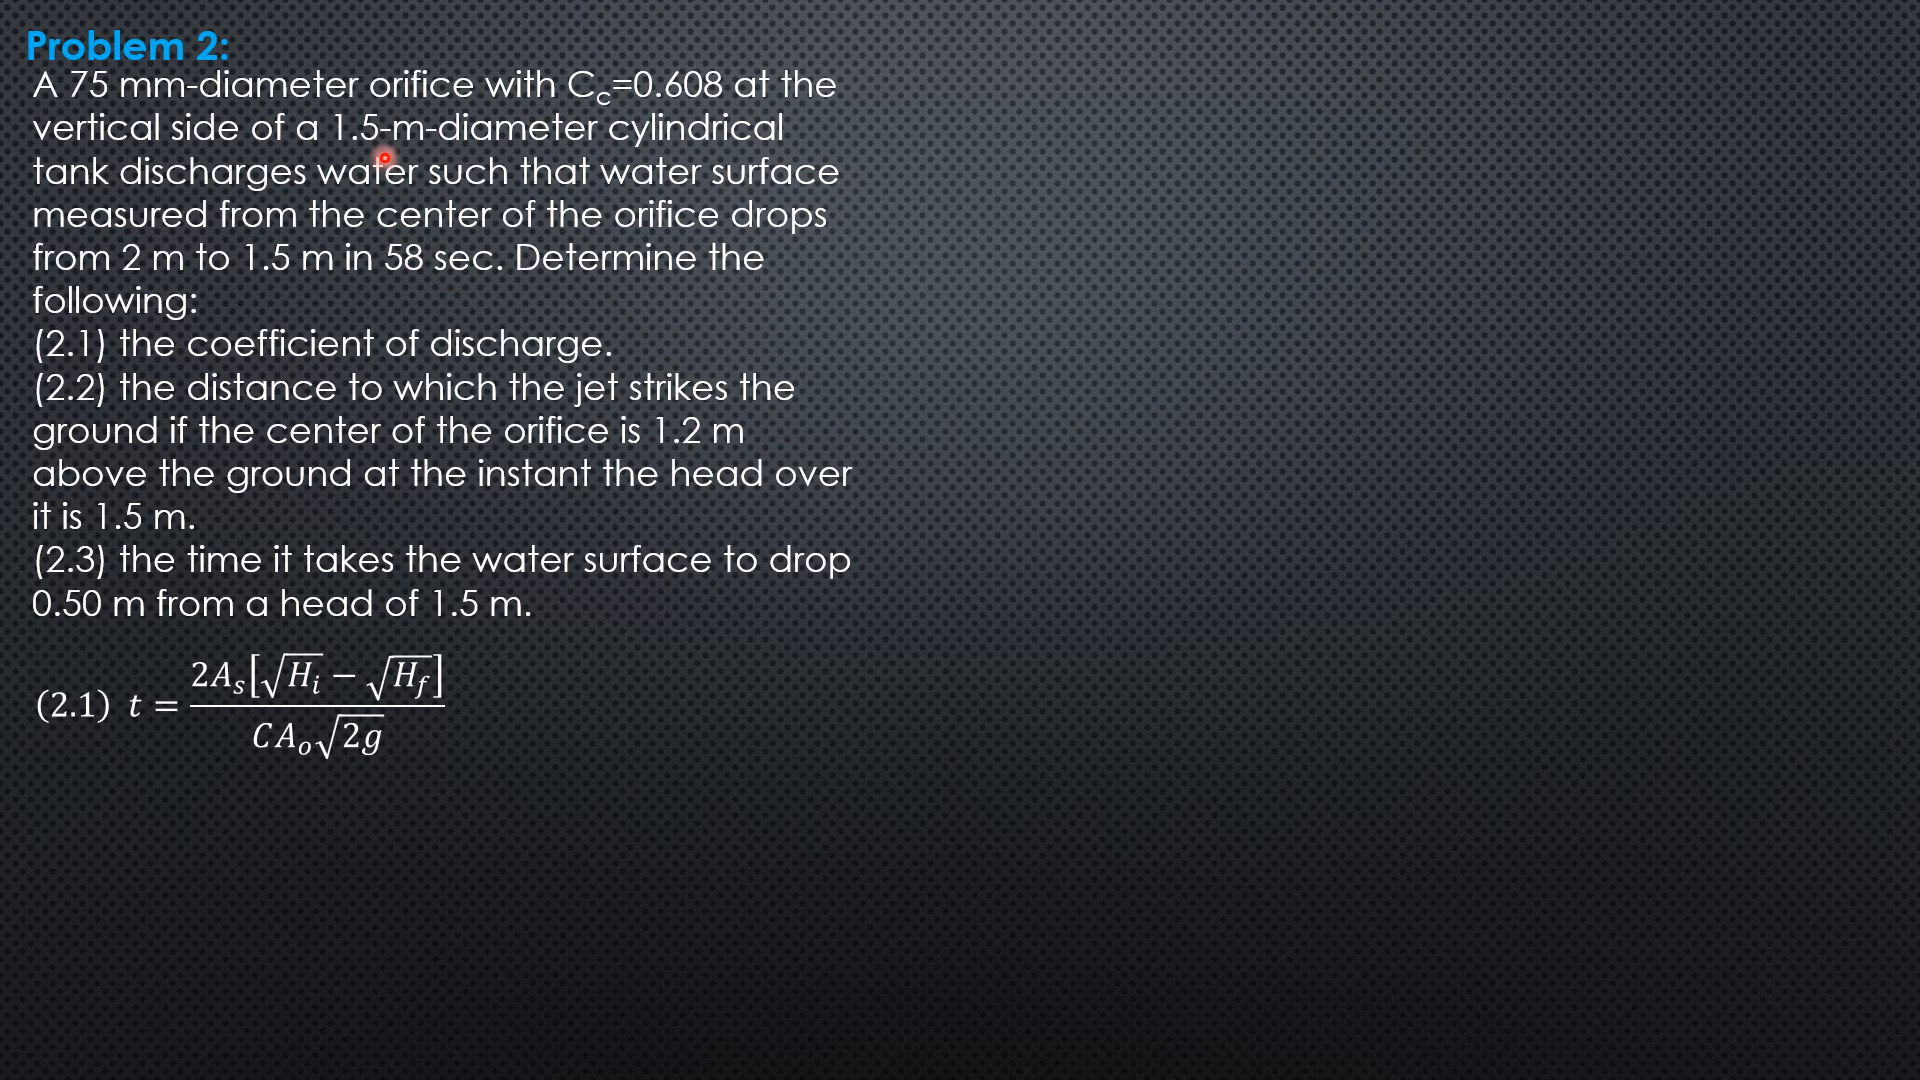 Problem 2:
A 75 mm-diameter orifice with C_c=0.608 at the
vertical side of a 1.5-m-diameter cylindrical
tank discharges water such that water surface
measured from the center of the orifice drops
from 2 m to 1.5 m in 58 sec. Determine the
following:
(2.1) the coefficient of discharge.
(2.2) the distance to which the jet strikes the
ground if the center of the orifice is 1.2 m
above the ground at the instant the head over
it is 1.5 m.
(2.3) the time it takes the water surface to drop
0.50 m from a head of 1.5 m.
(2.1) t = 2A_s[√H_i − √H_f] / CA_o√2g